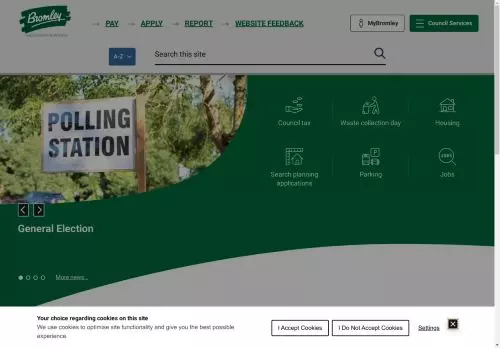 Bromley
PAY
APPLY
REPORT
WEBSITE FEEDBACK
MyBromley
Council Services
A-Z
Search this site
POLLING
STATION
Council tax
Waste collection day
Housing
Search planning
applications
Parking
Jobs
General Election
More news...
Your choice regarding cookies on this site
We use cookies to optimise site functionality and give you the best possible
experience.
I Accept Cookies
I Do Not Accept Cookies
Settings